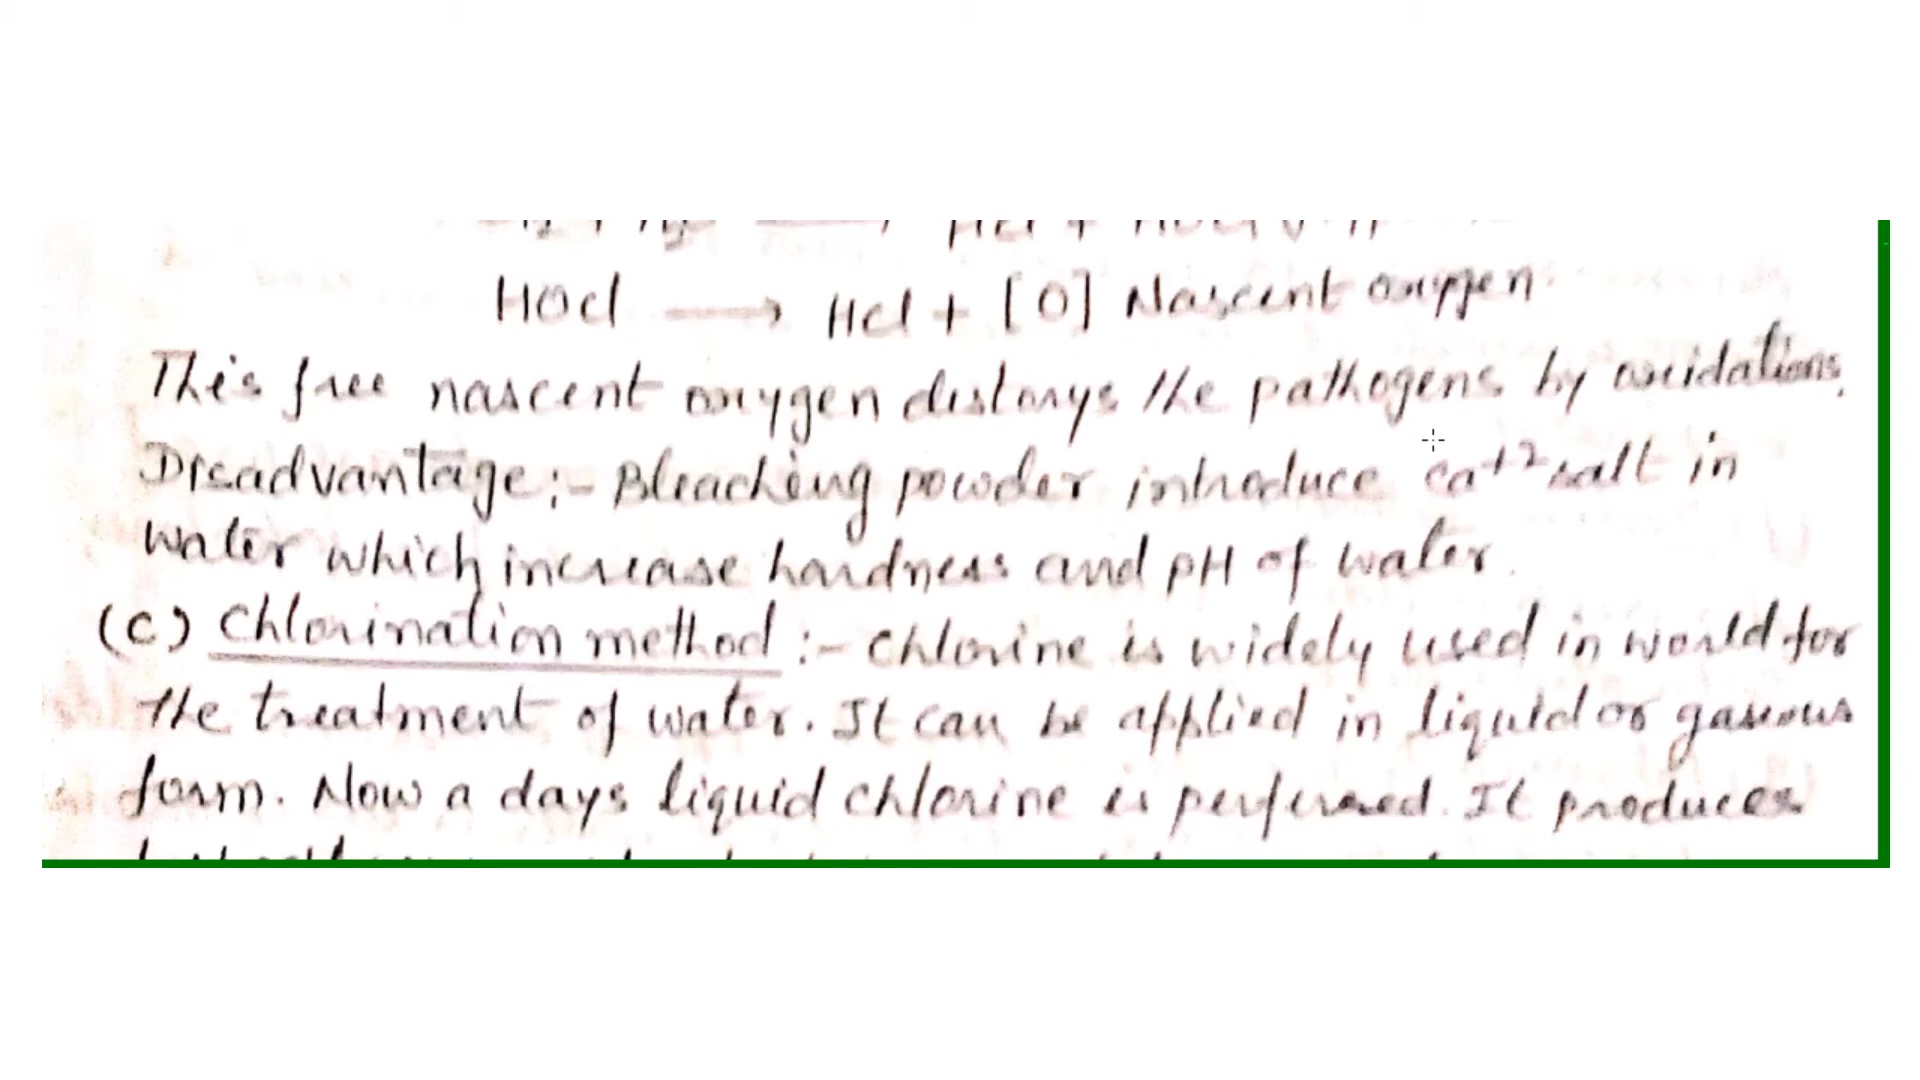 HOCl ⟶ HCl + [O] Nascent oxygen.
This free nascent oxygen distorys the pathogens by oxidations.
Disadvantage:- Bleaching powder introduce Ca+2 salt in
water which increase hardness and pH of water.
(C) Chlorination method :- Chlorine is widely used in world for
the treatment of water. It can be applied in liquid or gaseous
form. Now a days liquid chlorine is perferred. It produces